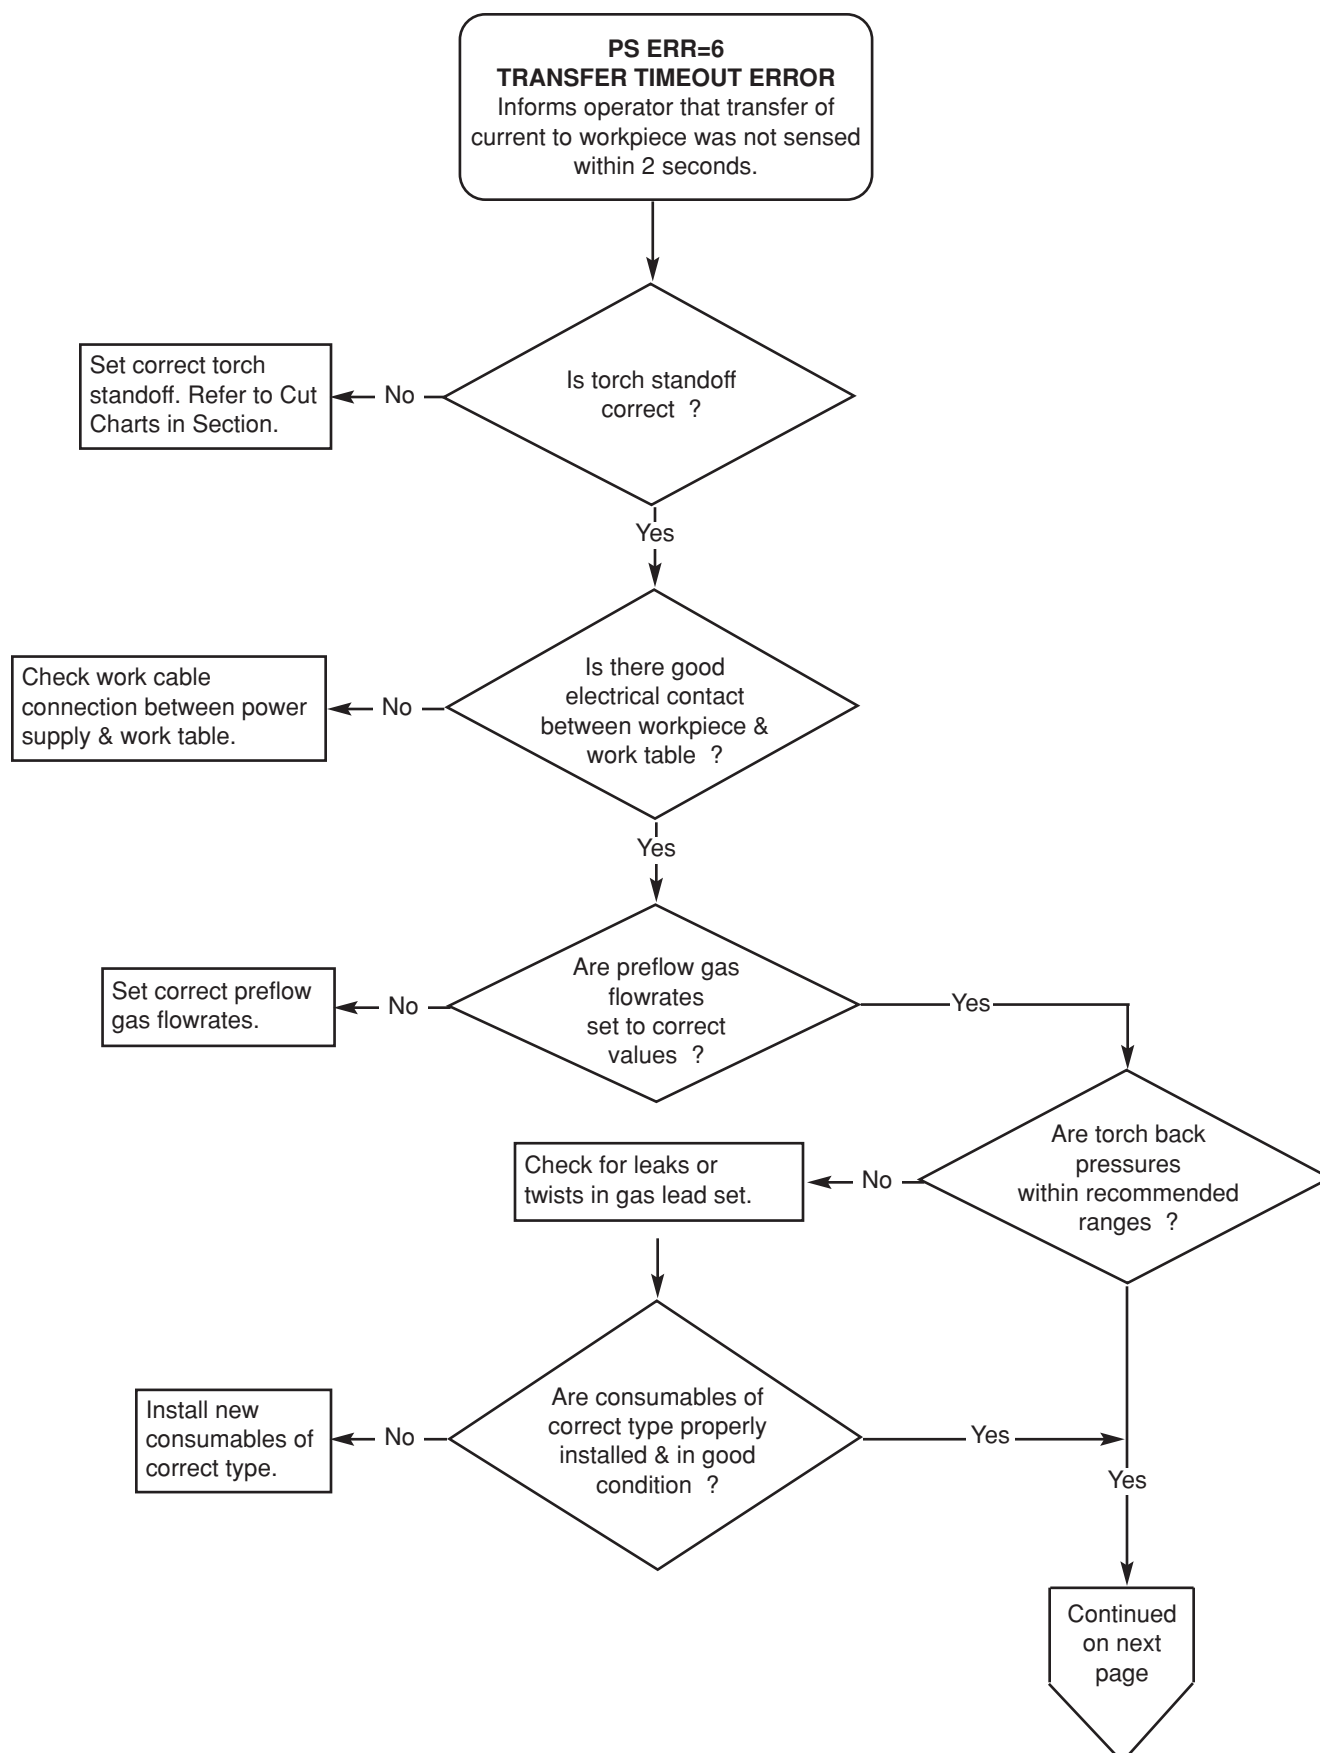 PS ERR=6
TRANSFER TIMEOUT ERROR
Informs operator that transfer of
current to workpiece was not sensed
within 2 seconds.
Is torch standoff
correct ?
No
Set correct torch
standoff. Refer to Cut
Charts in Section.
Yes
Is there good
electrical contact
between workpiece &
work table ?
No
Check work cable
connection between power
supply & work table.
Yes
Are preflow gas
flowrates
set to correct
values ?
No
Set correct preflow
gas flowrates.
Yes
Are torch back
pressures
within recommended
ranges ?
No
Check for leaks or
twists in gas lead set.
Are consumables of
correct type properly
installed & in good
condition ?
No
Install new
consumables of
correct type.
Yes
Yes
Continued
on next
page